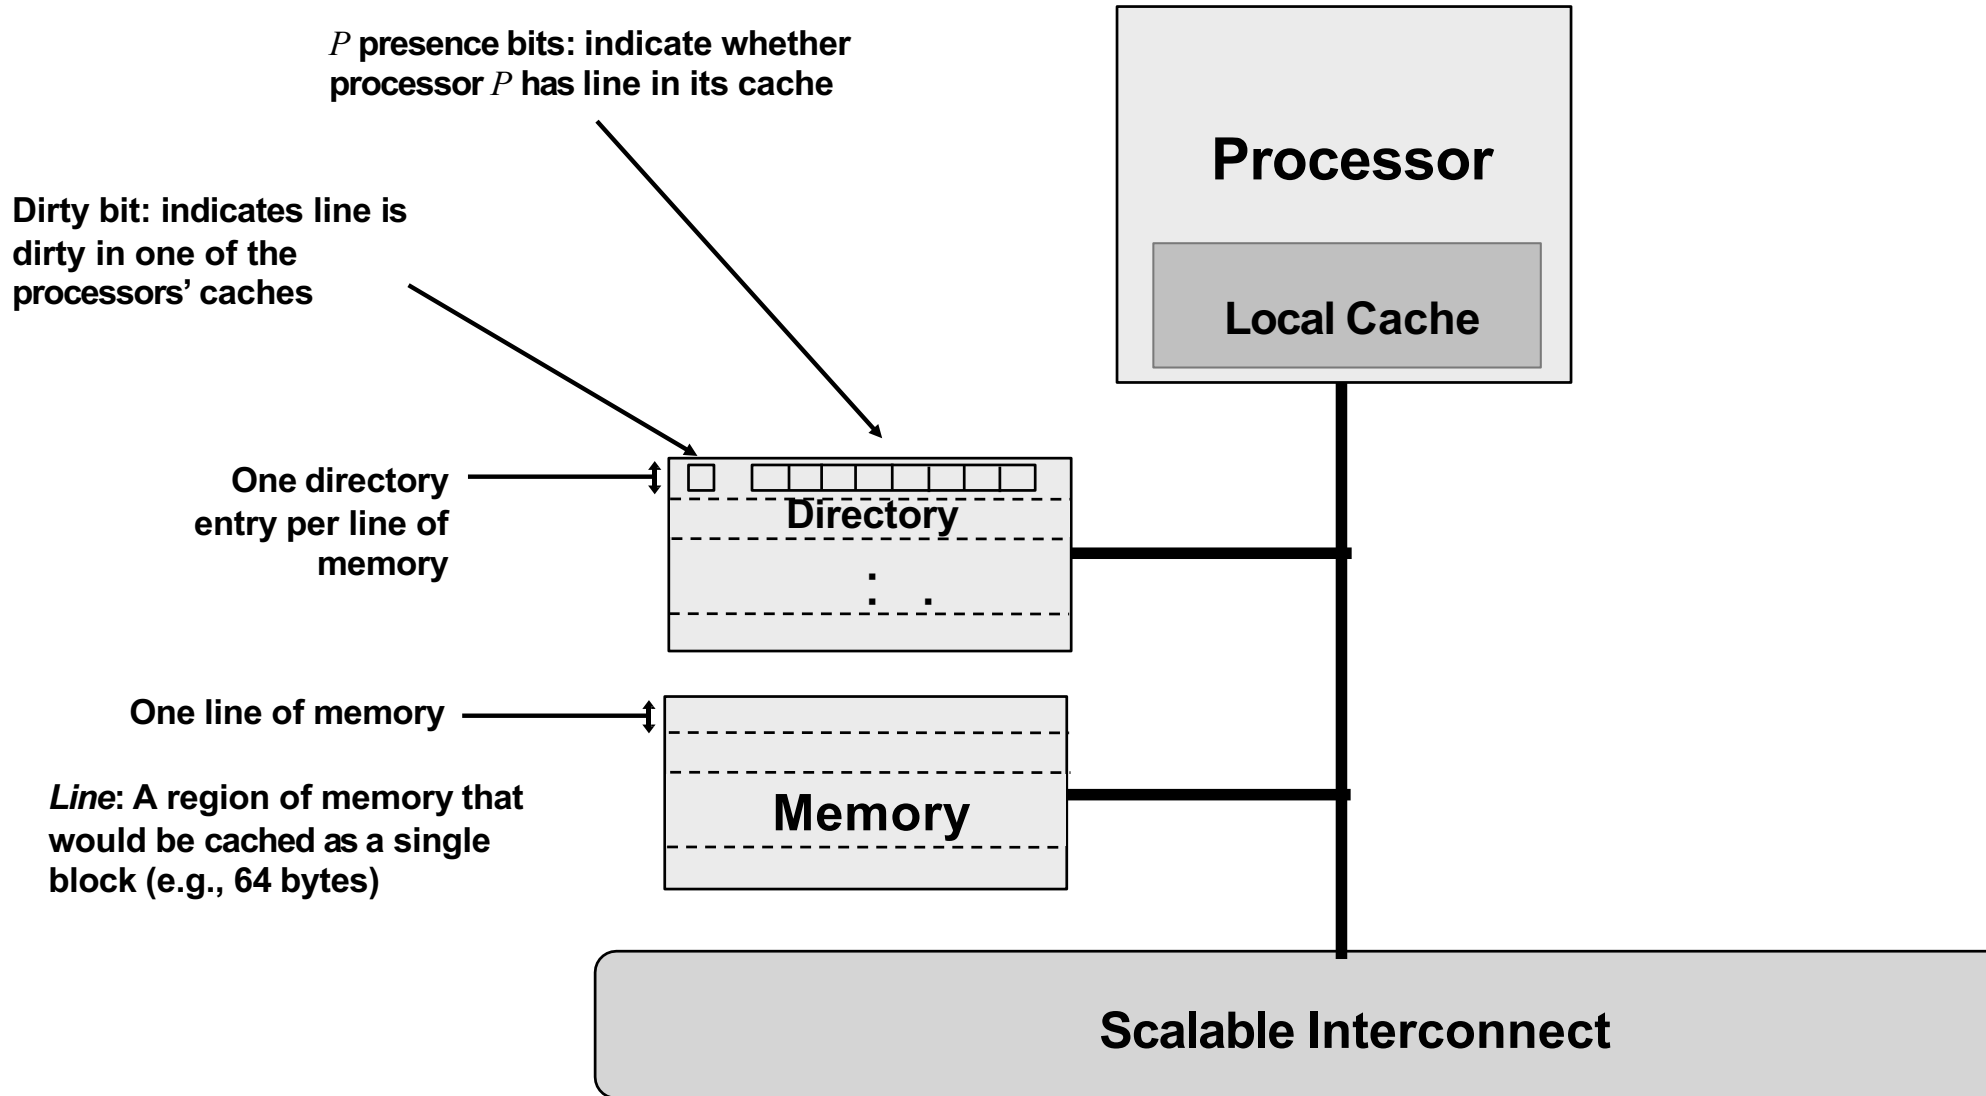 P presence bits: indicate whether
processor P has line in its cache
Processor
Dirty bit: indicates line is
dirty in one of the
processors’ caches
Local Cache
One directory
entry per line of
memory
Directory
:
: .
One line of memory
Line: A region of memory that
would be cached as a single
block (e.g., 64 bytes)
Memory
Scalable Interconnect